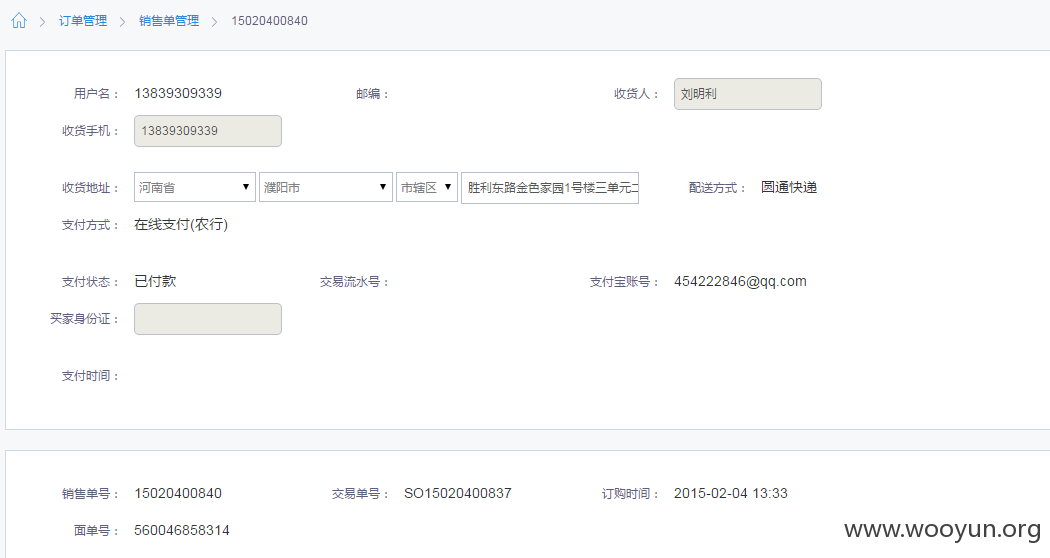 订单管理 > 销售单管理 > 15020400840
用户名： 13839309339 邮编： 收货人： 刘明利
收货手机： 13839309339
收货地址： 河南省 濮阳市 市辖区 胜利东路金色家园1号楼三单元 配送方式： 圆通快递
支付方式： 在线支付(农行)
支付状态： 已付款 交易流水号： 支付宝账号： 454222846@qq.com
买家身份证：
支付时间：
销售单号： 15020400840 交易单号： SO15020400837 订购时间： 2015-02-04 13:33
面单号： 560046858314
www.wooyun.org